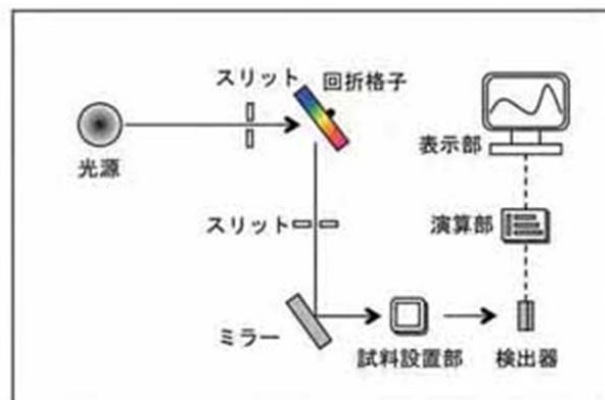 スリット
回折格子
光源
表示部
スリット
演算部
ミラー
試料設置部
検出器